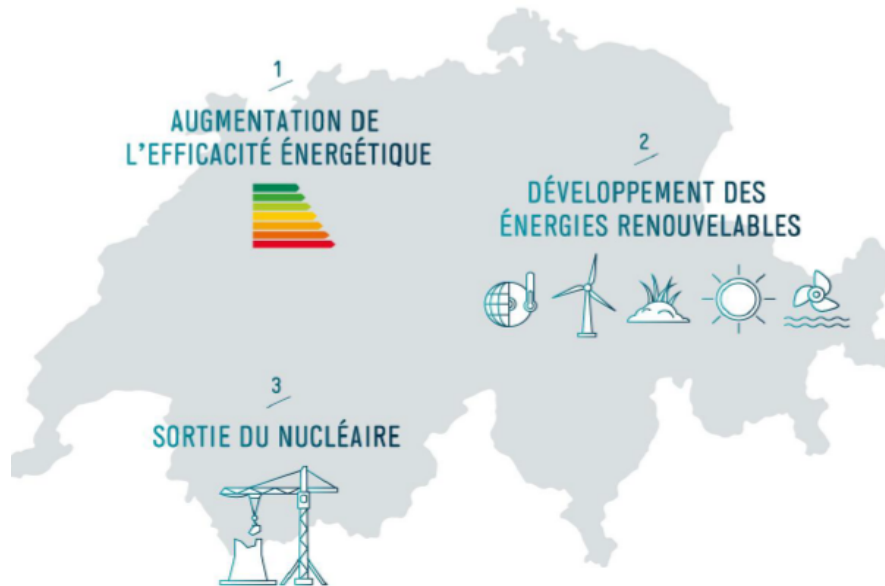 1
AUGMENTATION DE
L'EFFICACITÉ ÉNERGÉTIQUE
2
DÉVELOPPEMENT DES
ÉNERGIES RENOUVELABLES
3
SORTIE DU NUCLÉAIRE